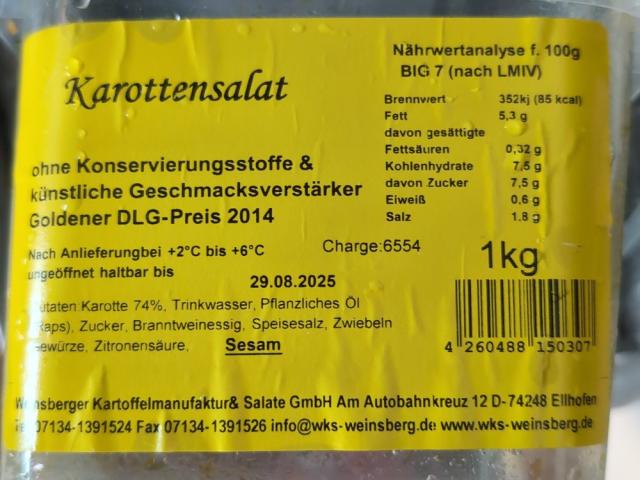 Karottensalat
Nährwertanalyse f. 100g
BIG 7 (nach LMIV)
Brennwert 352kj (85 kcal)
Fett 5,3 g
davon gesättigte
Fettsäuren 0,32 g
Kohlenhydrate 7,5 g
davon Zucker 7,5 g
Eiweiß 0,6 g
Salz 1.8 g
ohne Konservierungsstoffe &
künstliche Geschmacksverstärker
Goldener DLG-Preis 2014
Nach Anlieferungbei +2°C bis +6°C
ungeöffnet haltbar bis
29.08.2025
Charge:6554
1kg
Zutaten Karotte 74%, Trinkwasser, Pflanzliches Öl
(Raps), Zucker, Branntweinessig, Speisesalz, Zwiebeln
Gewürze, Zitronensäure, Sesam
4 260488 150307
Weinsberger Kartoffelmanufaktur& Salate GmbH Am Autobahnkreuz 12 D-74248 Ellhofen
07134-1391524 Fax 07134-1391526 info@wks-weinsberg.de www.wks-weinsberg.de